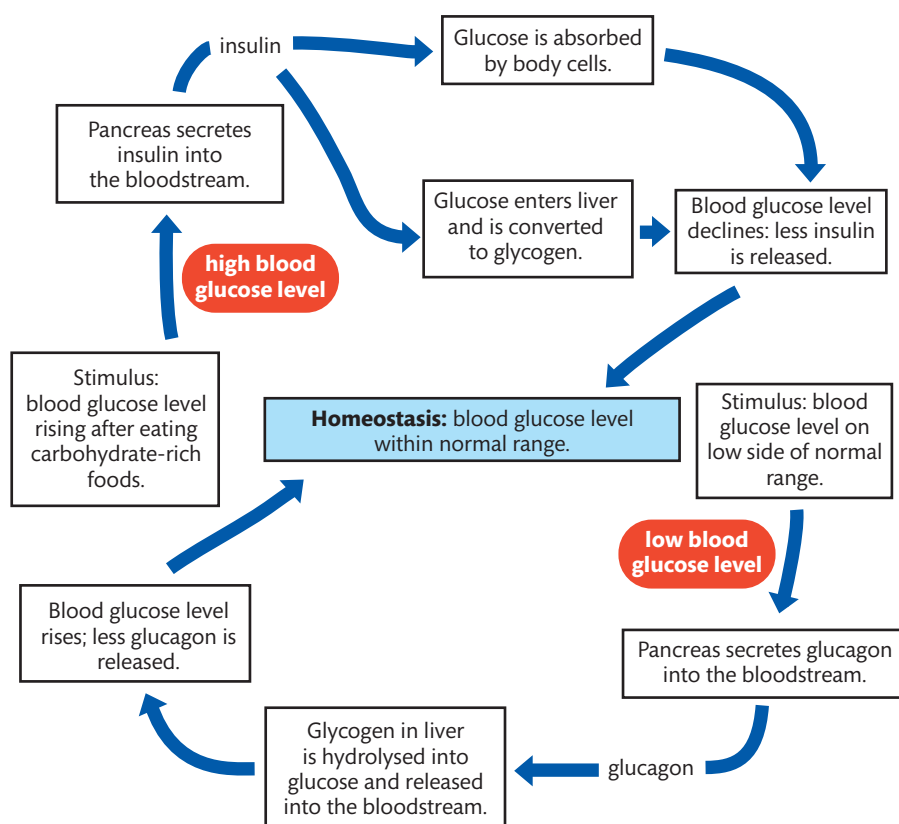 insulin
Glucose is absorbed
by body cells.
Pancreas secretes
insulin into
the bloodstream.
Glucose enters liver
and is converted
to glycogen.
Blood glucose level
declines: less insulin
is released.
high blood
glucose level
Stimulus:
blood glucose level
rising after eating
carbohydrate-rich
foods.
Homeostasis: blood glucose level
within normal range.
Stimulus: blood
glucose level on
low side of normal
range.
low blood
glucose level
Blood glucose level
rises; less glucagon is
released.
Pancreas secretes glucagon
into the bloodstream.
Glycogen in liver
is hydrolysed into
glucose and released
into the bloodstream.
glucagon